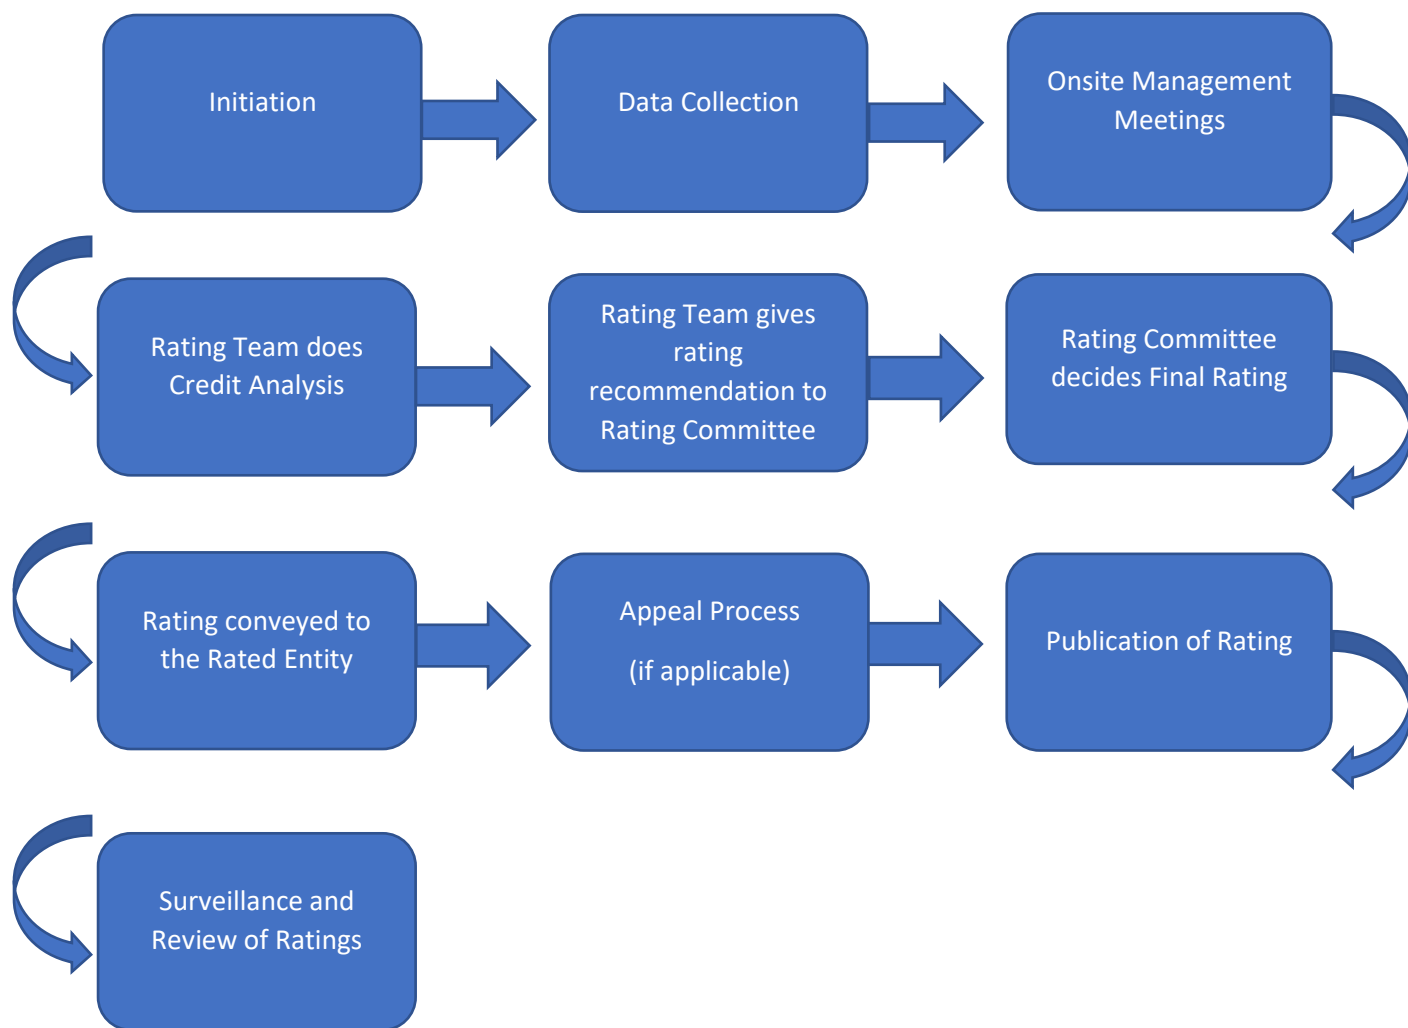 Initiation
Data Collection
Onsite Management
Meetings
Rating Team does
Credit Analysis
Rating Team gives
rating
recommendation to
Rating Committee
Rating Committee
decides Final Rating
Rating conveyed to
the Rated Entity
Appeal Process
(if applicable)
Publication of Rating
Surveillance and
Review of Ratings